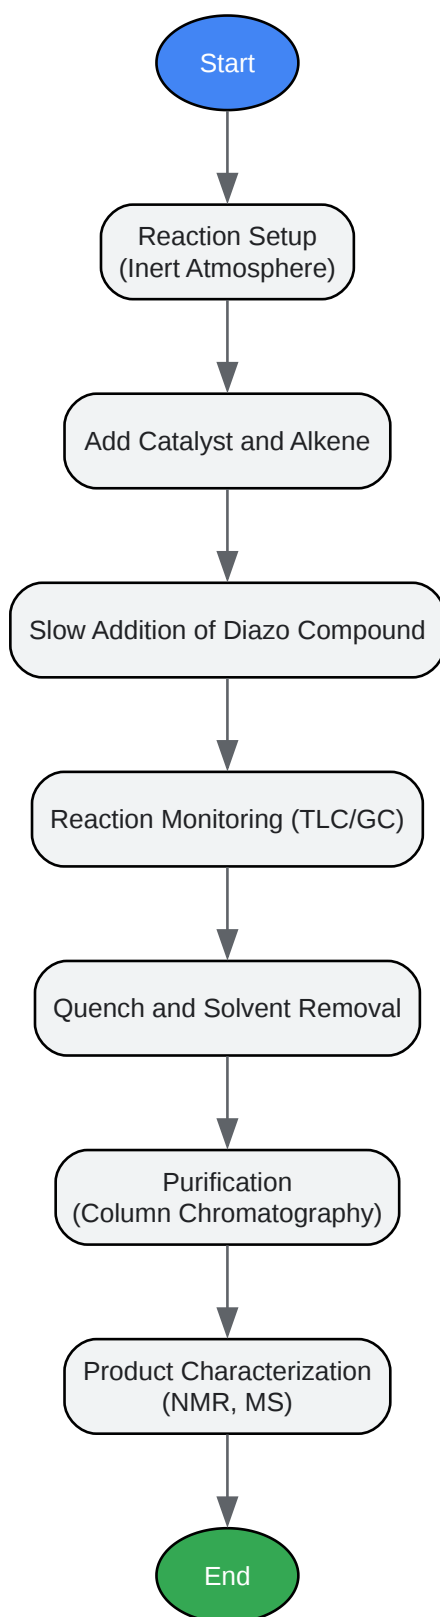 Start
Reaction Setup
(Inert Atmosphere)
Add Catalyst and Alkene
Slow Addition of Diazo Compound
Reaction Monitoring (TLC/GC)
Quench and Solvent Removal
Purification
(Column Chromatography)
Product Characterization
(NMR, MS)
End